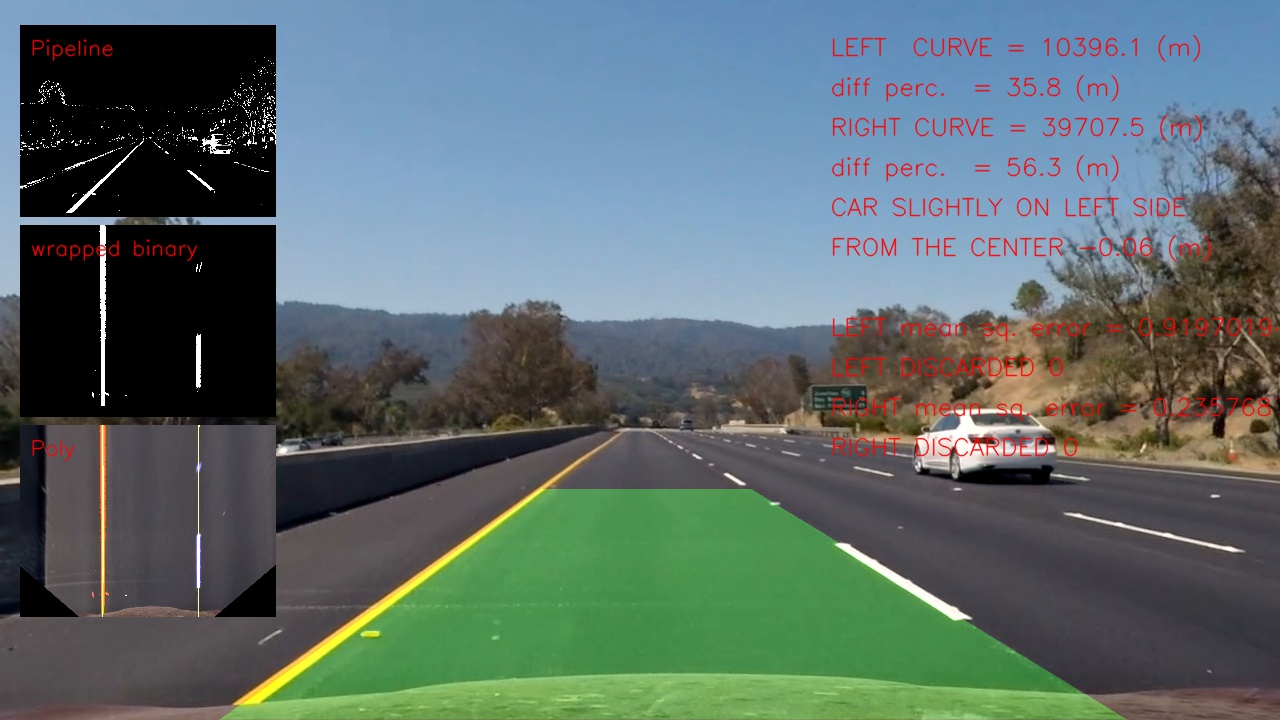 Pipeline
wrapped binary
Poly
LEFT CURVE = 10396.1 (m)
diff perc. = 35.8 (m)
RIGHT CURVE = 39707.5 (m)
diff perc. = 56.3 (m)
CAR SLIGHTLY ON LEFT SIDE
FROM THE CENTER -0.06 (m)
LEFT mean sq. error = 0.9197019
LEFT DISCARDED 0
RIGHT mean sq. error = 0.235768
RIGHT DISCARDED 0